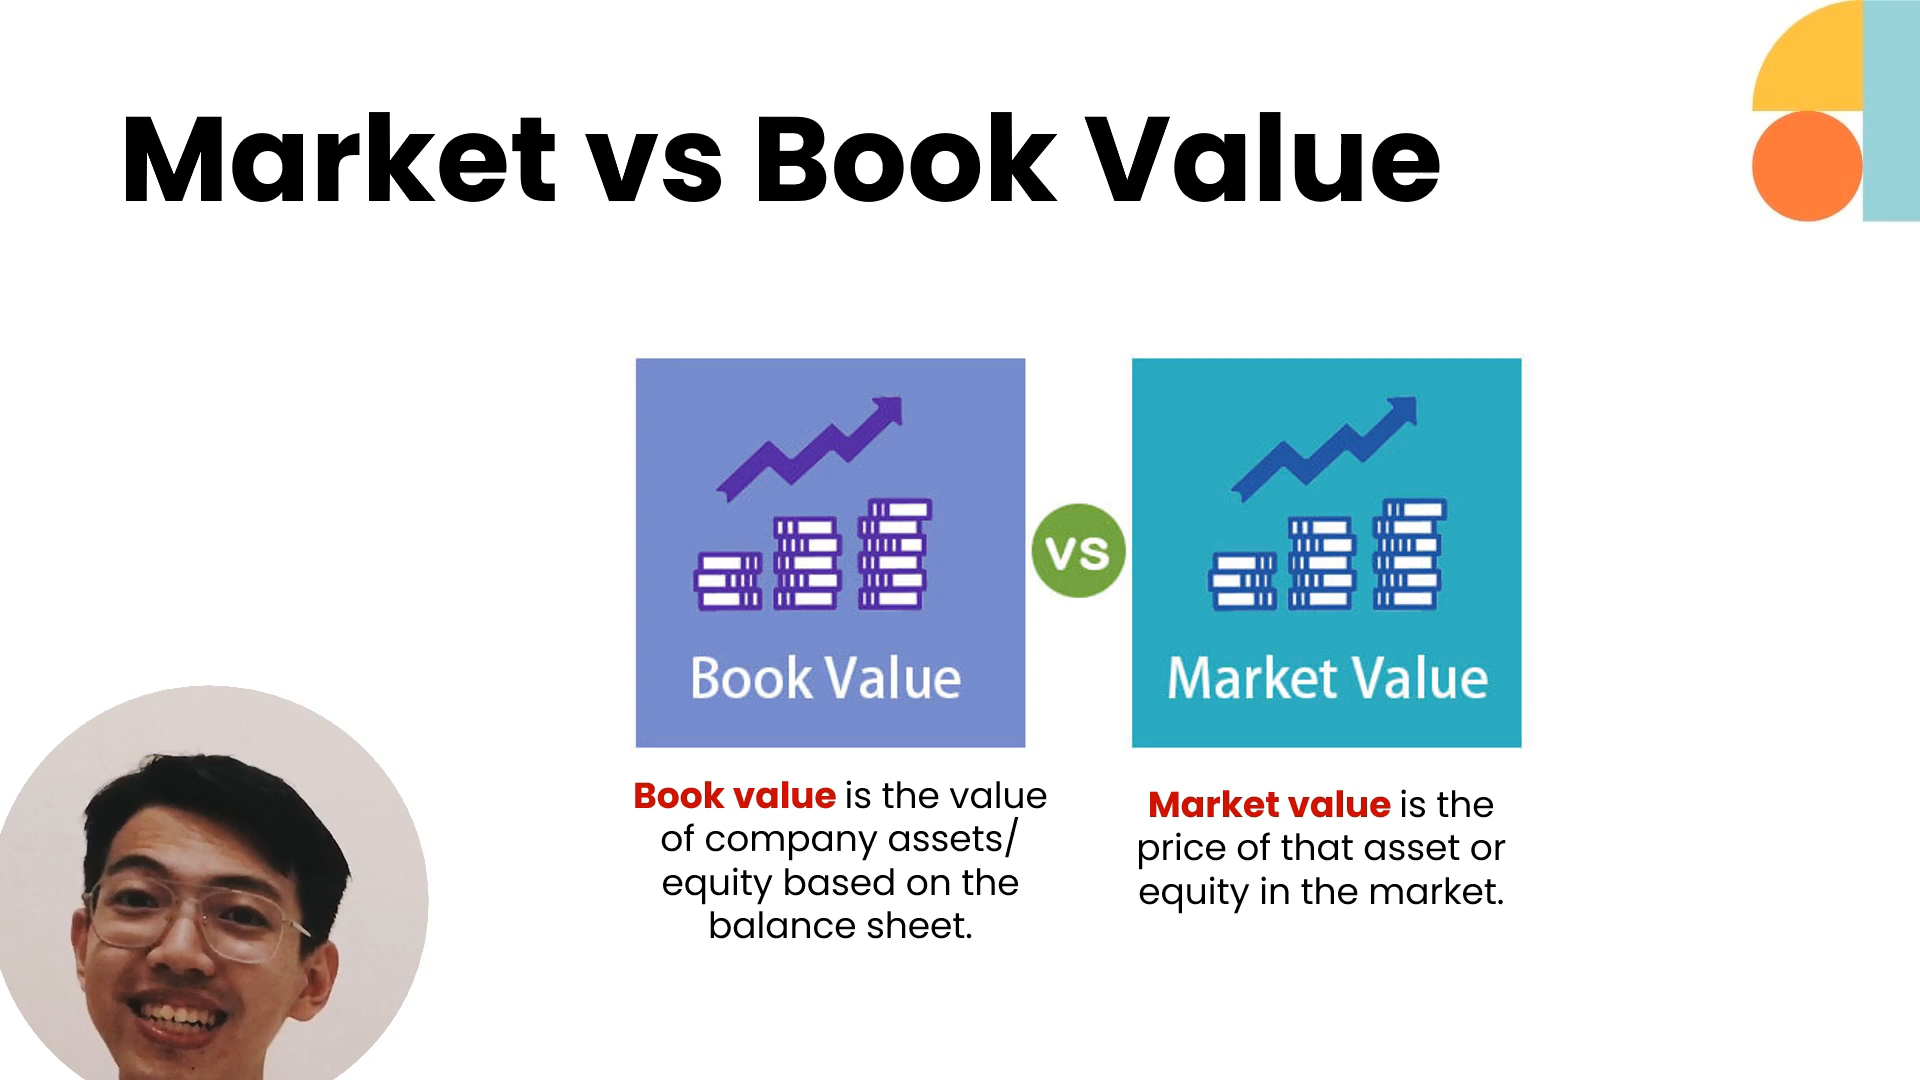 Market vs Book Value
Book Value
VS
Market Value
Book value is the value
of company assets/
equity based on the
balance sheet.
Market value is the
price of that asset or
equity in the market.